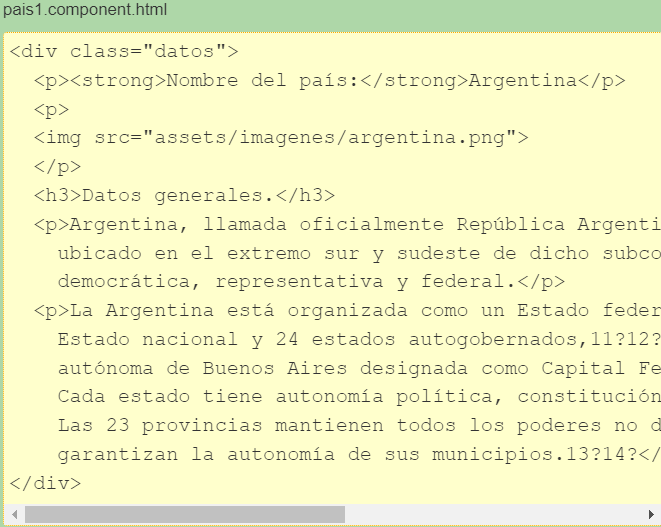 pais1.component.html
<div class="datos">
  <p><strong>Nombre del país:</strong>Argentina</p>
  <p>
  <img src="assets/imagenes/argentina.png">
  </p>
  <h3>Datos generales.</h3>
  <p>Argentina, llamada oficialmente República Argenti
    ubicado en el extremo sur y sudeste de dicho subco
    democrática, representativa y federal.</p>
  <p>La Argentina está organizada como un Estado feder
    Estado nacional y 24 estados autogobernados,11?12?
    autónoma de Buenos Aires designada como Capital Fe
    Cada estado tiene autonomía política, constitución
    Las 23 provincias mantienen todos los poderes no d
    garantizan la autonomía de sus municipios.13?14?</
</div>